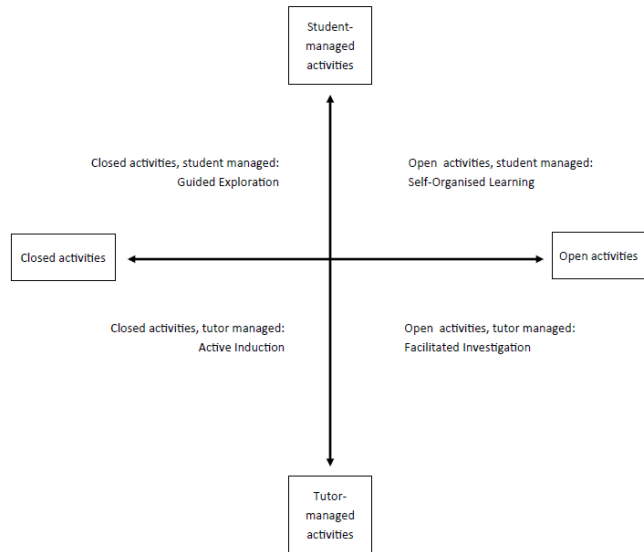 Student-
managed
activities
Closed activities, student managed:
Guided Exploration
Open  activities, student managed:
Self-Organised Learning
Closed activities
Open activities
Closed activities, tutor managed:
Active Induction
Open  activities, tutor managed:
Facilitated Investigation
Tutor-
managed
activities